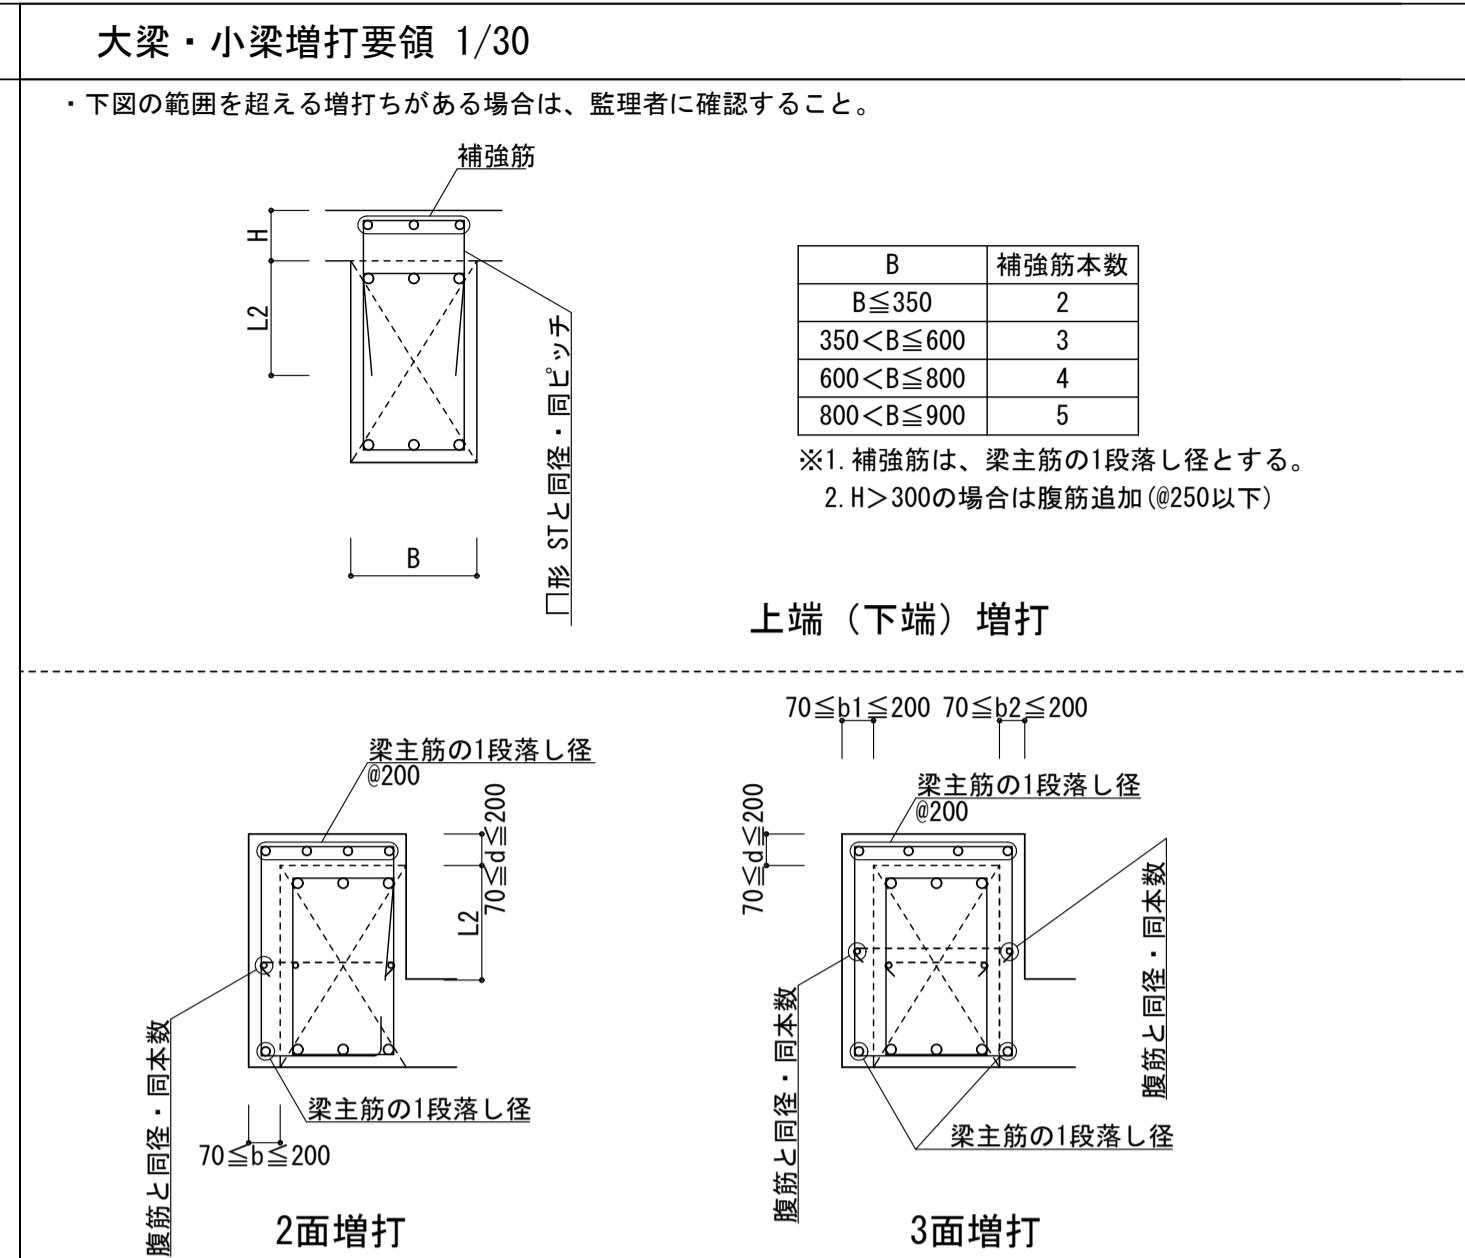 大梁・小梁増打要領 1/30
・下図の範囲を超える増打ちがある場合は、監理者に確認すること。
補強筋
H
L2
B
冂形 STと同径・同ピッチ
B 補強筋本数
B≦350 2
350<B≦600 3
600<B≦800 4
800<B≦900 5
※1.補強筋は、梁主筋の1段落し径とする。
2.H>300の場合は腹筋追加(@250以下)
上端（下端）増打
梁主筋の1段落し径
@200
70≦d≦200
L2
腹筋と同径・同本数
梁主筋の1段落し径
70≦b≦200
2面増打
70≦b1≦200 70≦b2≦200
梁主筋の1段落し径
@200
70≦d≦200
腹筋と同径・同本数
腹筋と同径・同本数
梁主筋の1段落し径
3面増打